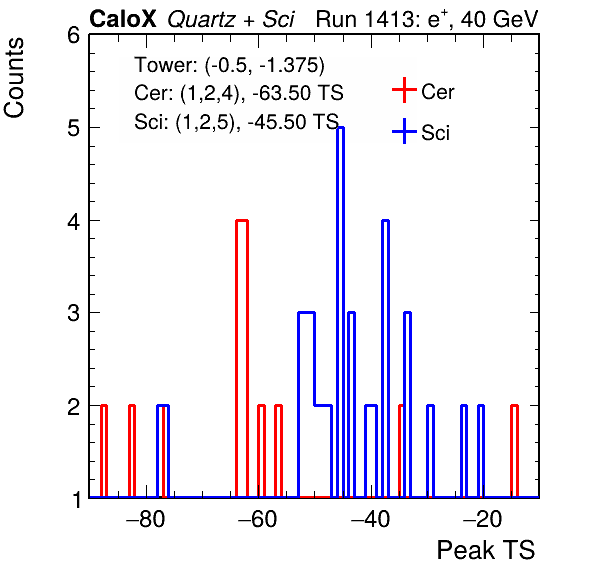 CaloX Quartz + Sci Run 1413: e⁺, 40 GeV
Counts
Tower: (-0.5, -1.375)
Cer: (1,2,4), -63.50 TS
Sci: (1,2,5), -45.50 TS
Cer
Sci
6
5
4
3
2
1
−80 −60 −40 −20
Peak TS